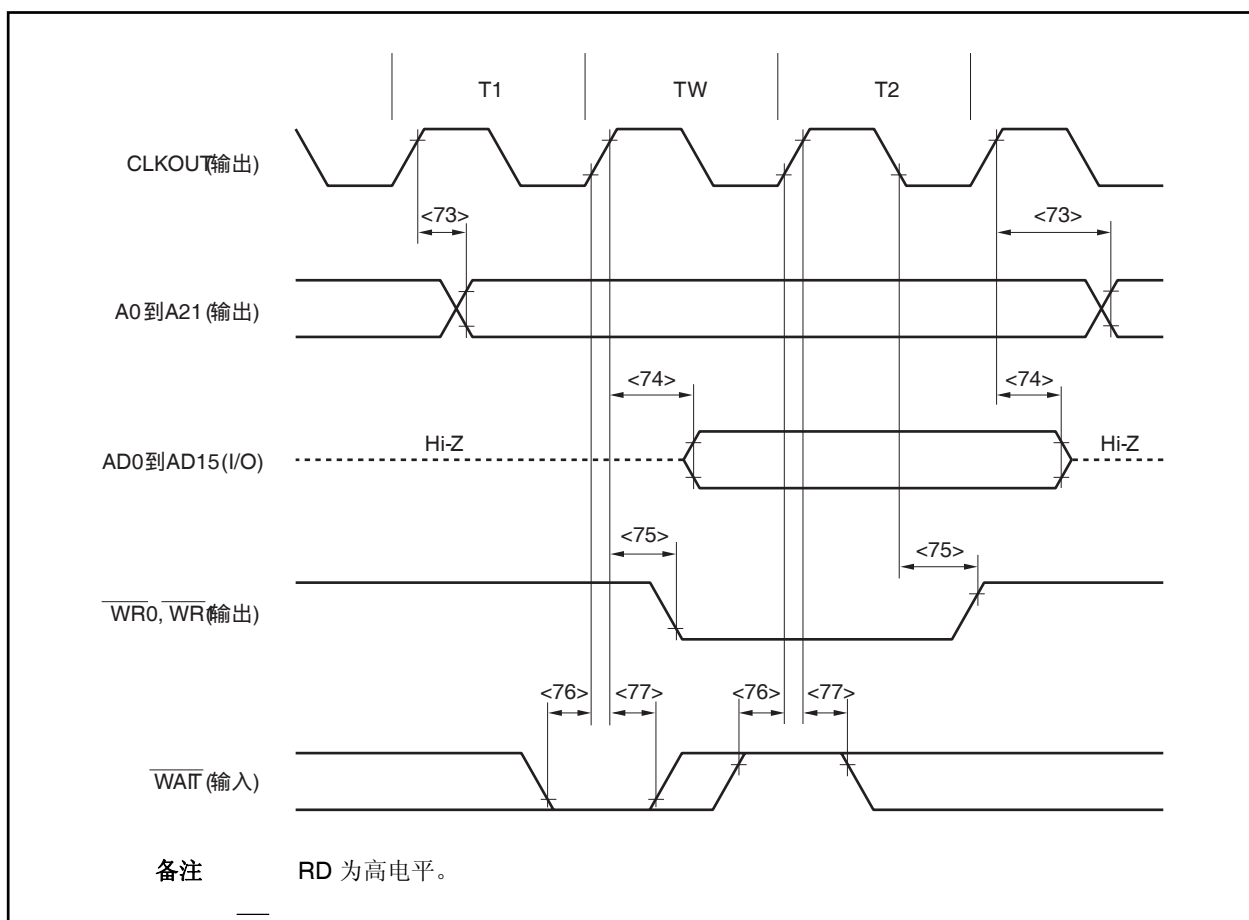 T1 TW T2
CLKOUT(输出)
<73> <73>
A0到A21(输出)
<74> <74>
Hi-Z Hi-Z
AD0到AD15(I/O)
<75> <75>
WR0, WR1(输出)
<76> <77> <76> <77>
WAIT (输入)
备注 RD 为高电平。